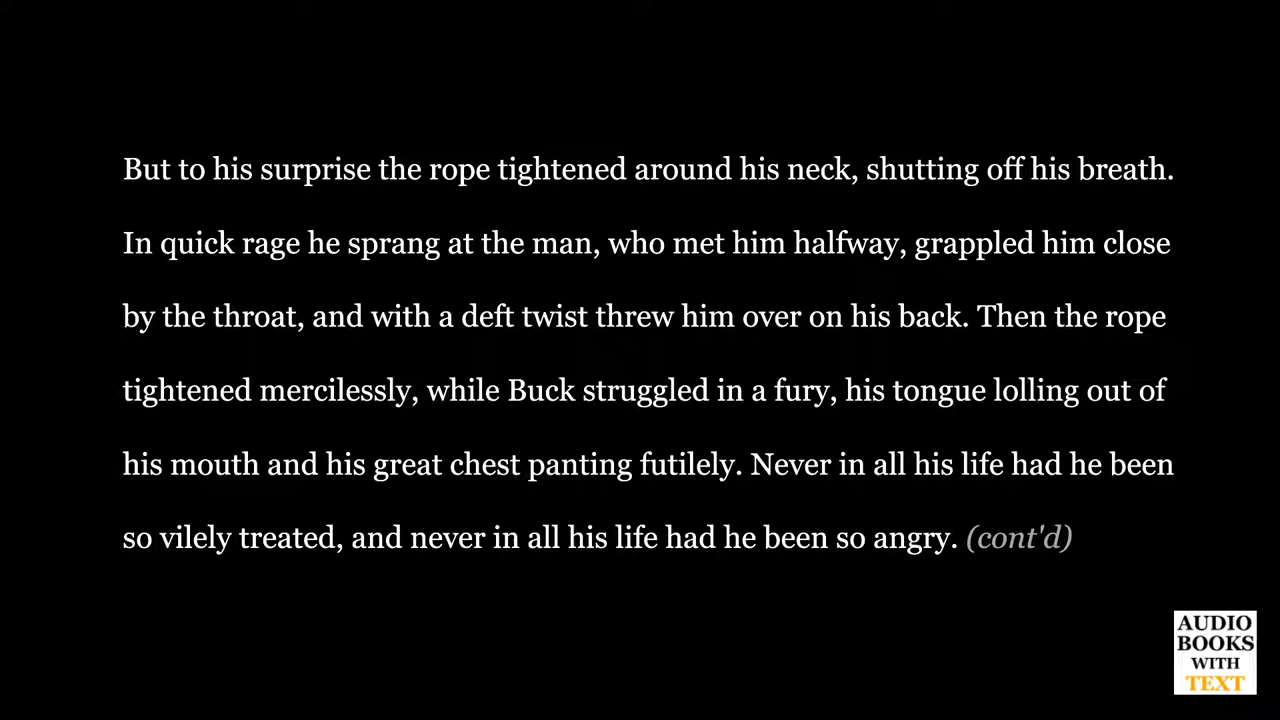 But to his surprise the rope tightened around his neck, shutting off his breath.
In quick rage he sprang at the man, who met him halfway, grappled him close
by the throat, and with a deft twist threw him over on his back. Then the rope
tightened mercilessly, while Buck struggled in a fury, his tongue lolling out of
his mouth and his great chest panting futilely. Never in all his life had he been
so vilely treated, and never in all his life had he been so angry. (cont'd)
AUDIO
BOOKS
WITH
TEXT